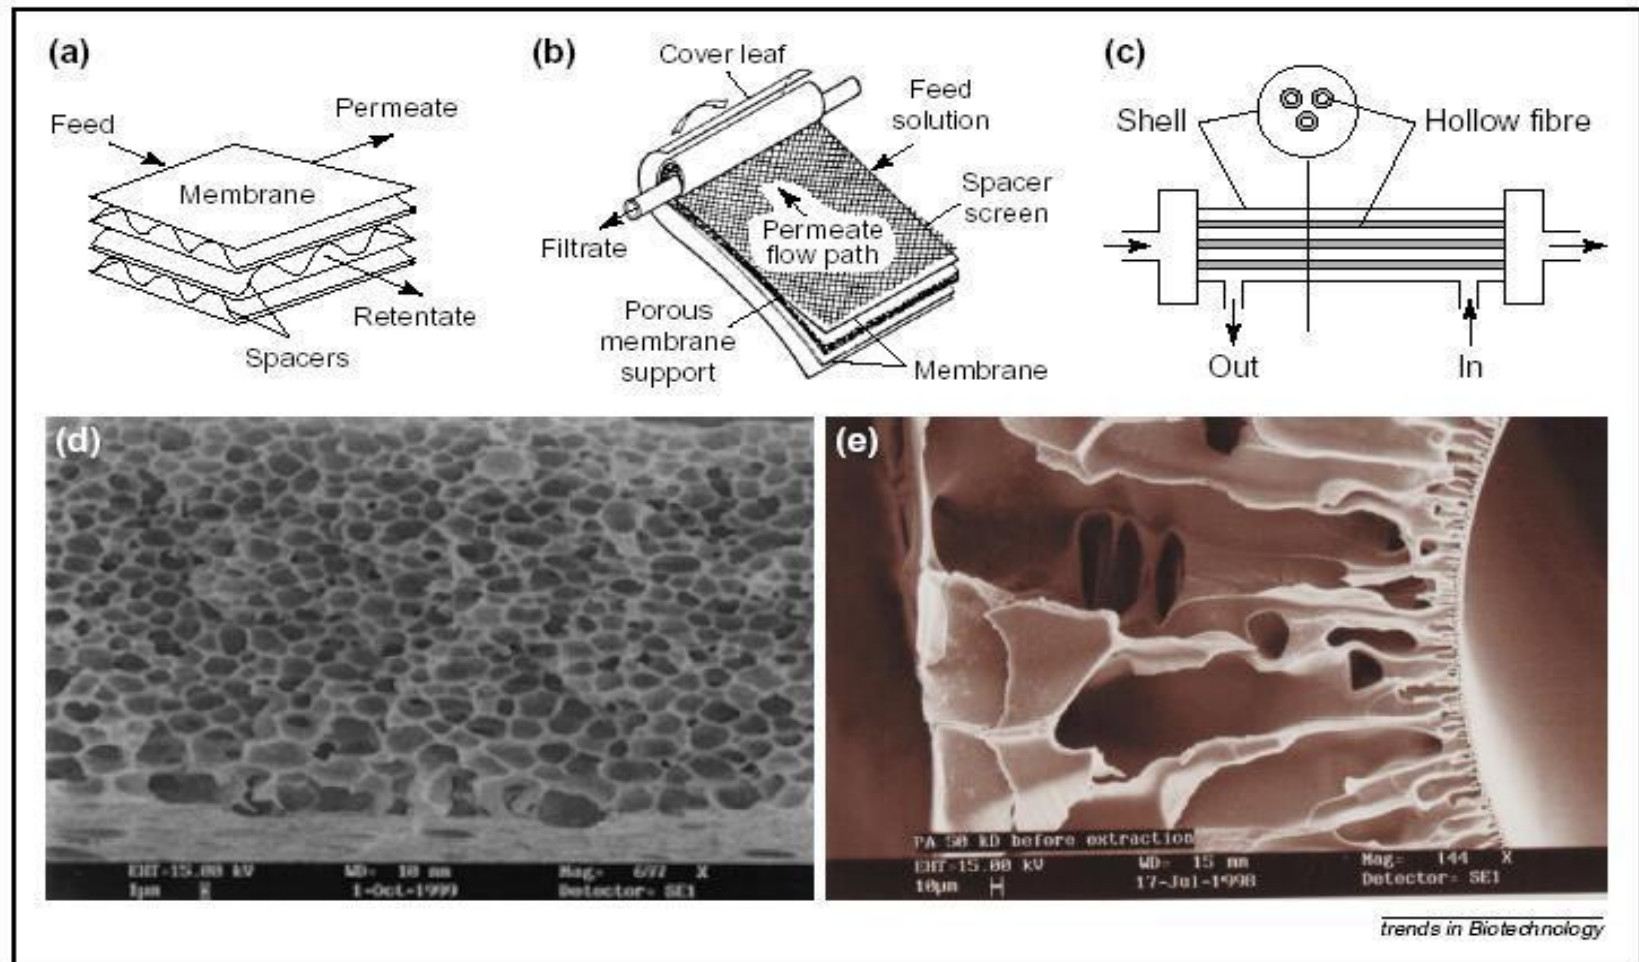 (a)
Feed
Permeate
Membrane
Retentate
Spacers
(b)
Cover leaf
Feed
solution
Spacer
screen
Permeate
flow path
Filtrate
Porous
membrane
support
Membrane
(c)
Shell
Hollow fibre
Out
In
(d)
EHT=15.00 kV WD= 10 mm Mag= 697 X
1µm 1-Oct-1999 Detector= SE1
(e)
PA 50 kD before extraction
EHT=15.00 kV WD= 15 mm Mag= 144 X
10µm 17-Jul-1998 Detector= SE1
trends in Biotechnology